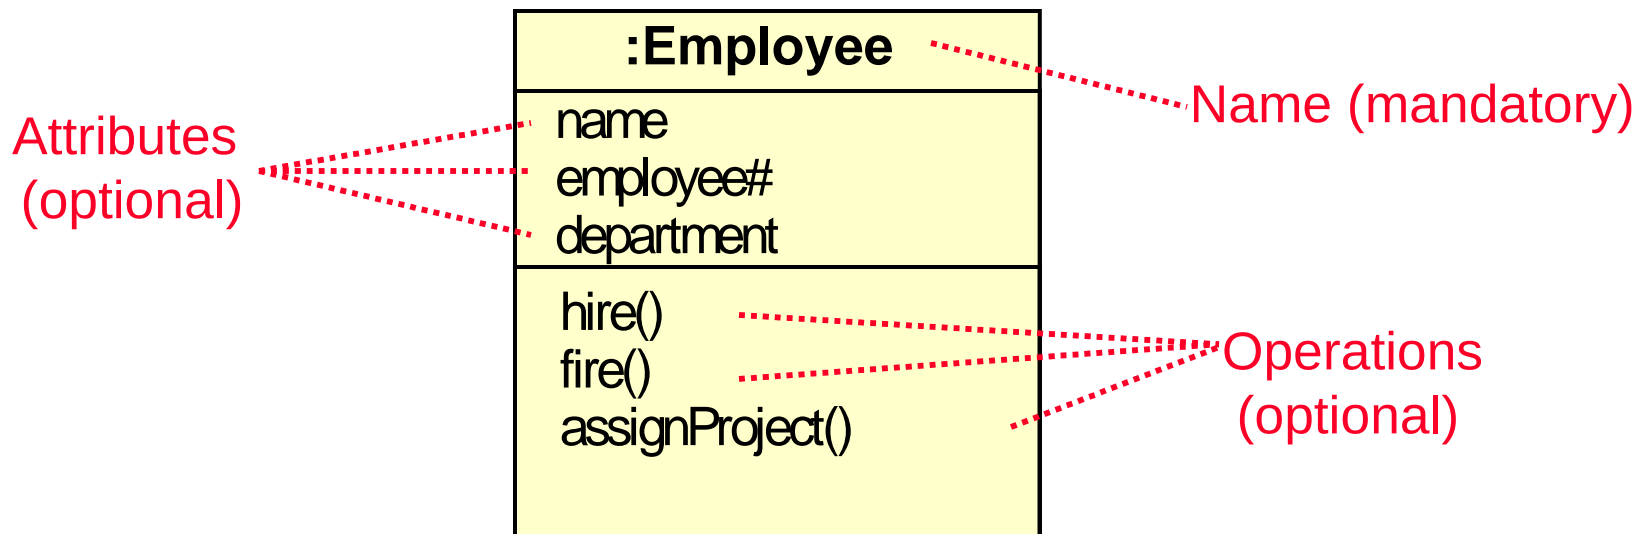 :Employee
Name (mandatory)
Attributes
(optional)
name
employee#
department
hire()
fire()
assignProject()
Operations
(optional)